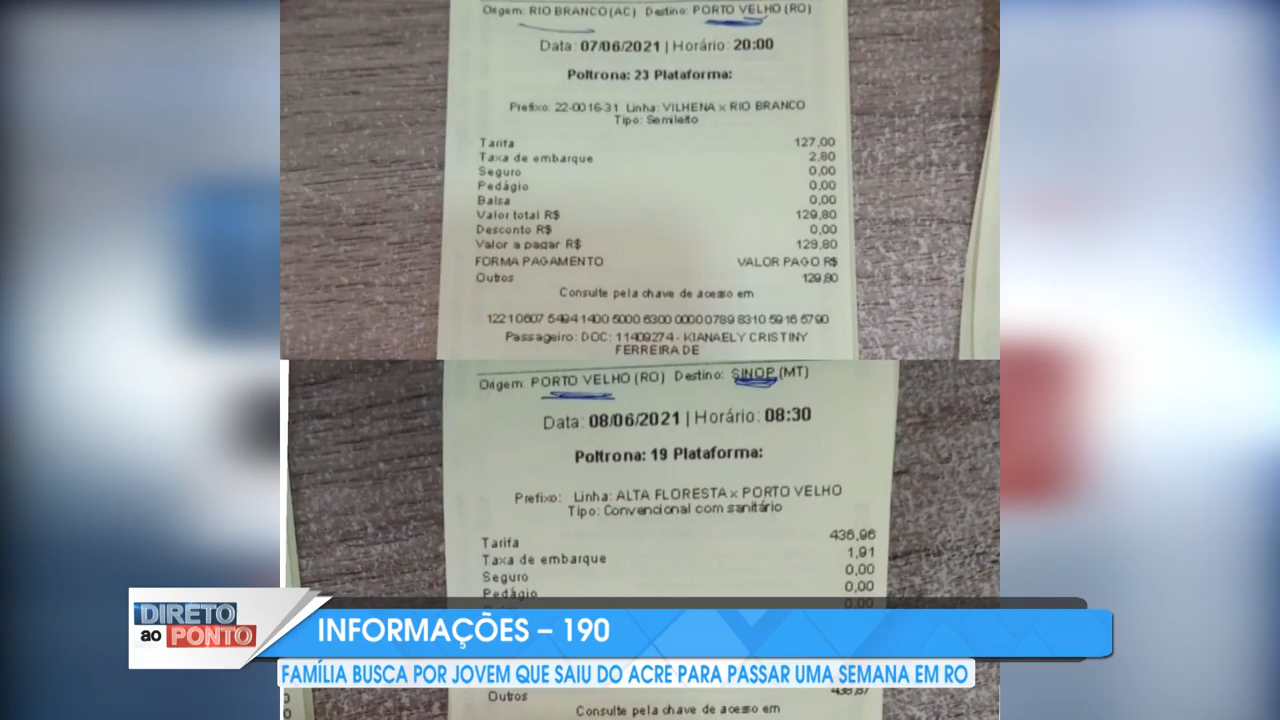 Origem: RIO BRANCO (AC) Destino: PORTO VELHO (RO)
Data: 07/06/2021 | Horário: 20:00
Poltrona: 23 Plataforma:
Prefixo: 22-0016-31 Linha: VILHENA x RIO BRANCO
Tipo: Semileito
Tarifa 127,00
Taxa de embarque 2,80
Seguro 0,00
Pedágio 0,00
Balsa 0,00
Valor total R$ 129,80
Desconto R$ 0,00
Valor a pagar R$ 129,80
FORMA PAGAMENTO VALOR PAGO R$
Outros 129,80
Consulte pela chave de acesso em
1221 0607 5494 1400 5000 6300 0000 0789 8310 5916 5790
Passageiro: DOC: 11409274 - KIANAELY CRISTINY
FERREIRA DE
Origem: PORTO VELHO (RO) Destino: SINOP (MT)
Data: 08/06/2021 | Horário: 08:30
Poltrona: 19 Plataforma:
Prefixo: Linha: ALTA FLORESTA x PORTO VELHO
Tipo: Convencional com sanitário
Tarifa 436,96
Taxa de embarque 1,91
Seguro 0,00
Pedágio 0,00
0,00
DIRETO
ao PONTO
INFORMAÇÕES – 190
FAMÍLIA BUSCA POR JOVEM QUE SAIU DO ACRE PARA PASSAR UMA SEMANA EM RO
Outros
Consulte pela chave de acesso em